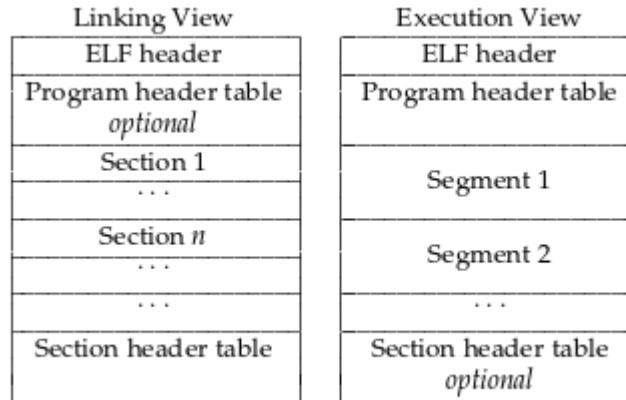 Linking View
ELF header
Program header table
optional
Section 1
. . .
Section n
. . .
. . .
Section header table
Execution View
ELF header
Program header table
Segment 1
Segment 2
. . .
Section header table
optional